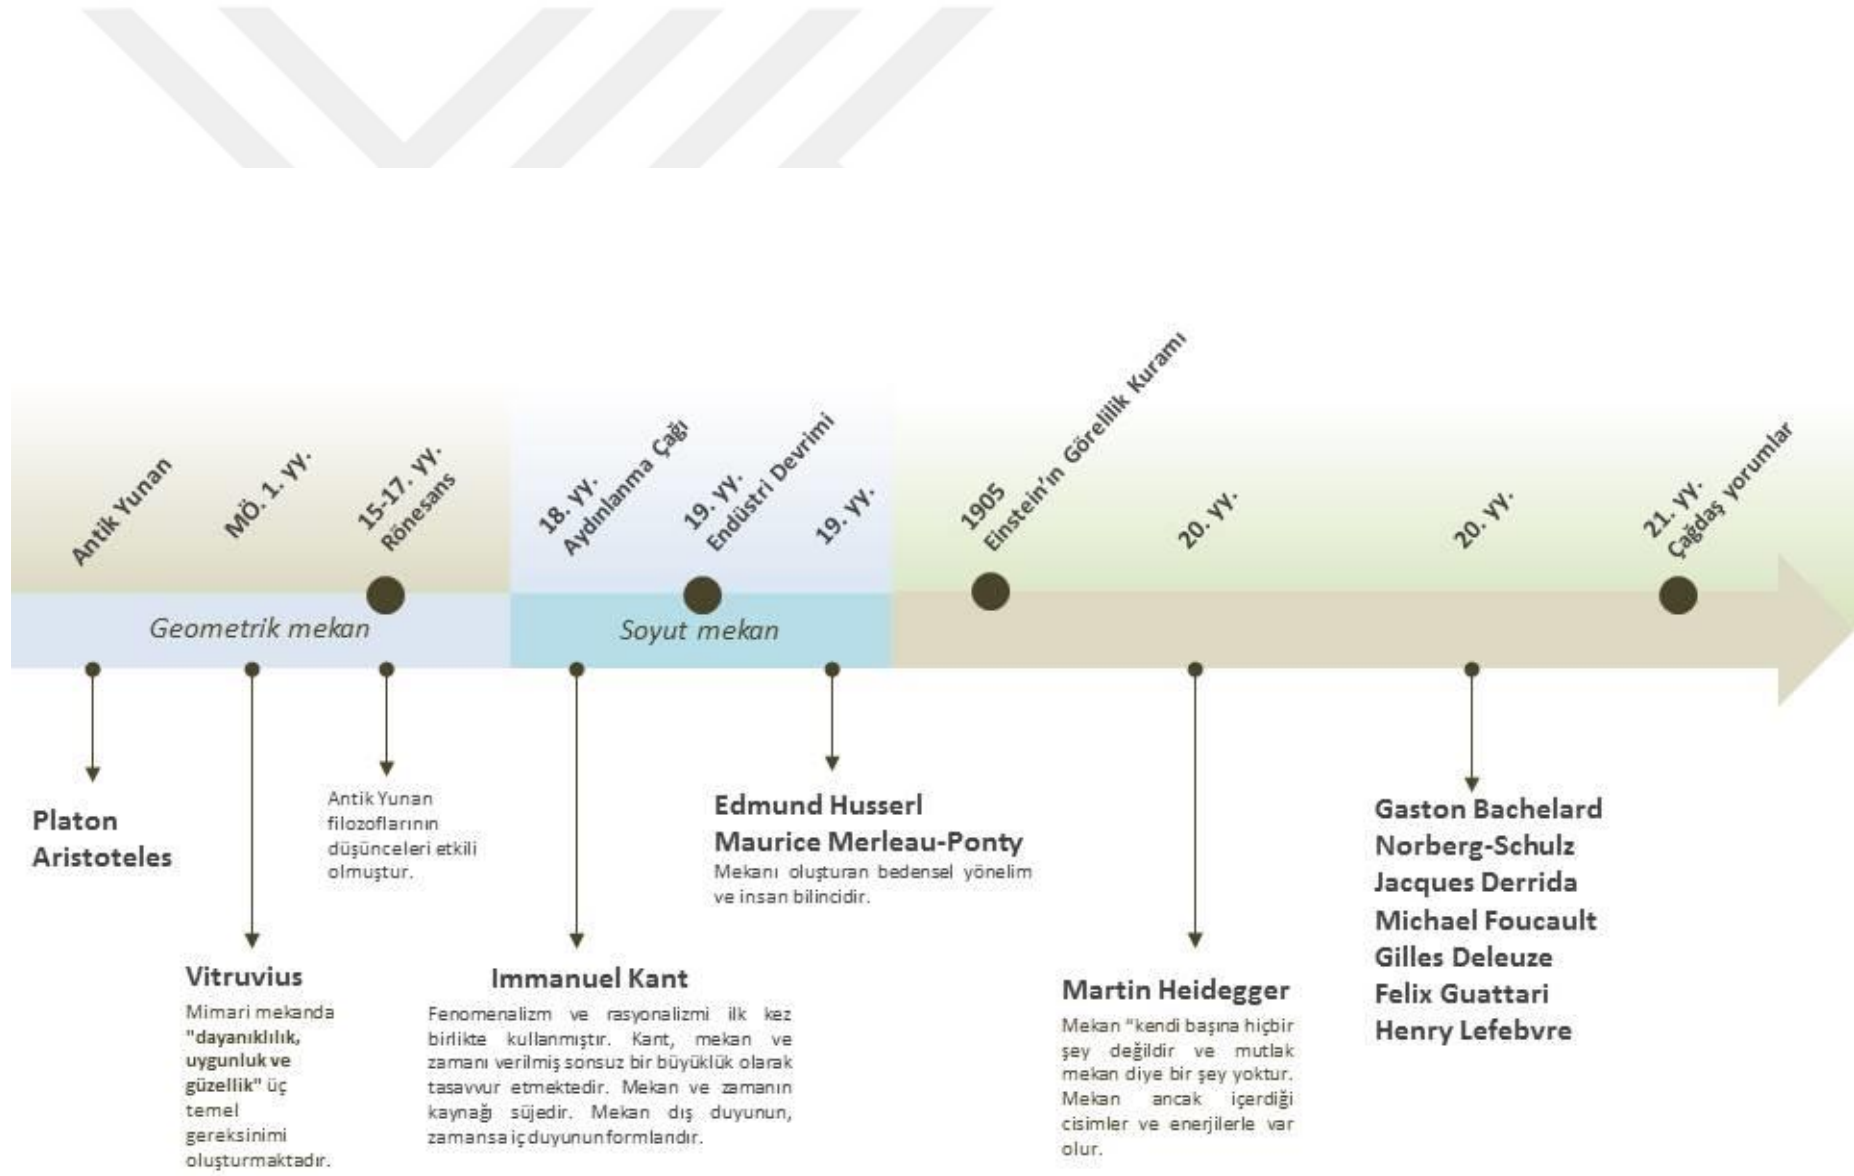 Antik Yunan
MÖ. 1. yy.
15-17. yy.
Rönesans
18. yy.
Aydınlanma Çağı
19. yy.
Endüstri Devrimi
19. yy.
1905
Einstein'ın Görelilik Kuramı
20. yy.
20. yy.
21. yy.
Çağdaş yorumlar
Geometrik mekan
Soyut mekan
Platon
Aristoteles
Vitruvius
Mimari mekanda
"dayanıklılık,
uygunluk ve
güzellik" üç
temel
gereksinimi
oluşturmaktadır.
Antik Yunan
filozoflarının
düşünceleri etkili
olmuştur.
Immanuel Kant
Fenomenalizm ve rasyonalizmi ilk kez
birlikte kullanmıştır. Kant, mekan ve
zamanı verilmiş sonsuz bir büyüklük olarak
tasavvur etmektedir. Mekan ve zamanın
kaynağı süjedir. Mekan dış duyunun,
zamansa iç duyunun formlarıdır.
Edmund Husserl
Maurice Merleau-Ponty
Mekanı oluşturan bedensel yönelim
ve insan bilincidir.
Martin Heidegger
Mekan "kendi başına hiçbir
şey değildir ve mutlak
mekan diye bir şey yoktur.
Mekan ancak içerdiği
cisimler ve enerjilerle var
olur.
Gaston Bachelard
Norberg-Schulz
Jacques Derrida
Michael Foucault
Gilles Deleuze
Felix Guattari
Henry Lefebvre